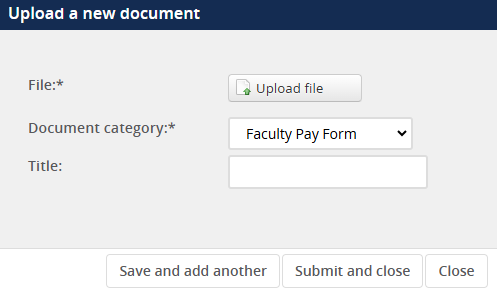 Upload a new document
File:* Upload file
Document category:* Faculty Pay Form
Title:
Save and add another Submit and close Close